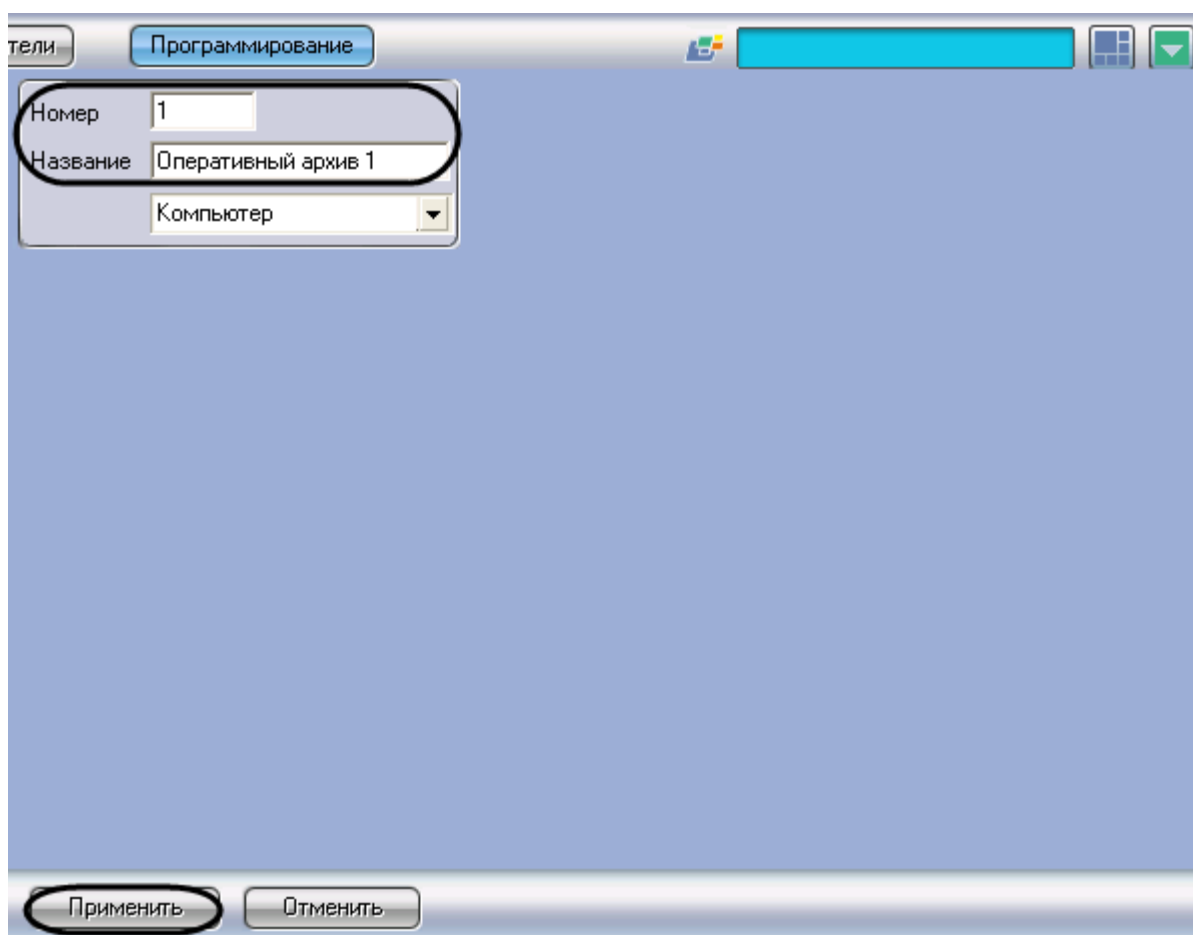 тели Программирование
Номер 1
Название Оперативный архив 1
Компьютер
Применить Отменить